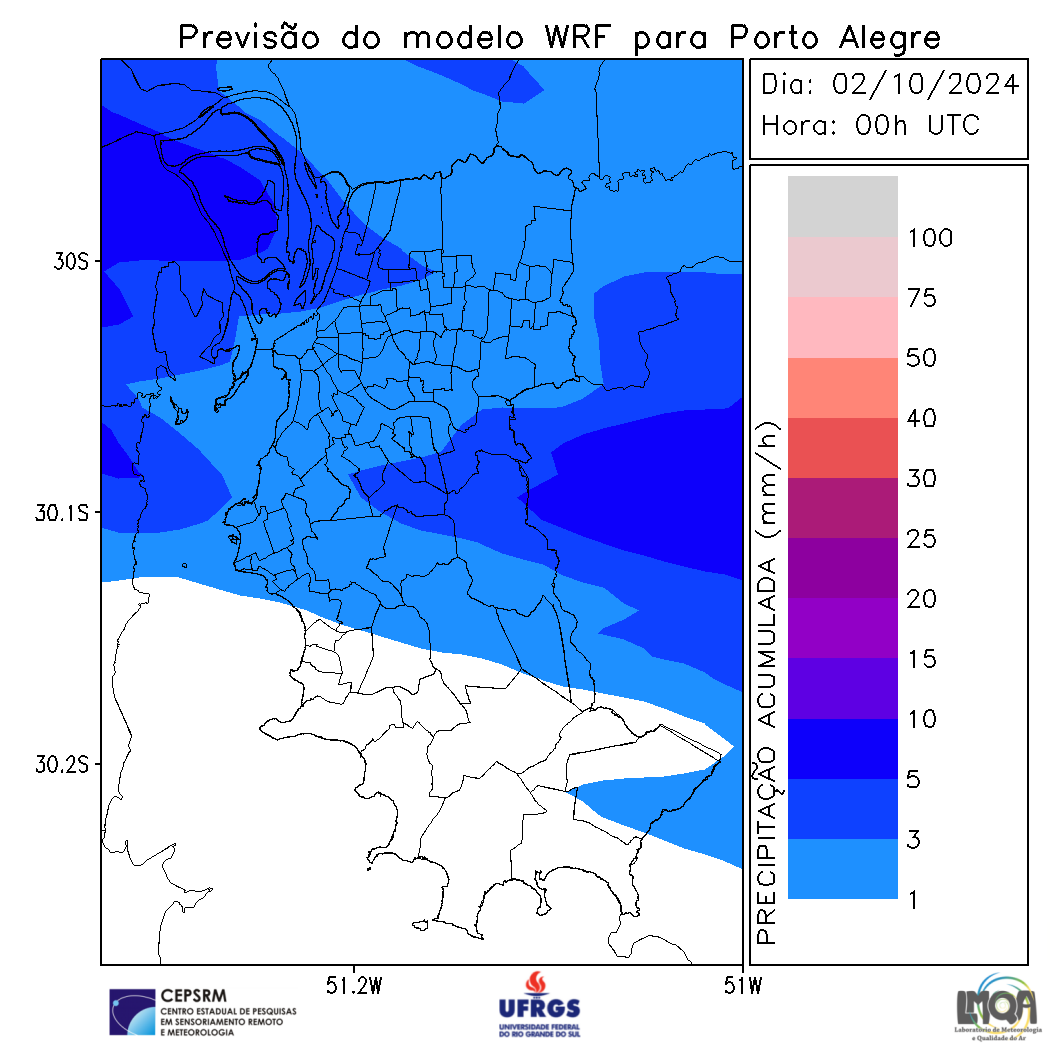 Previsão do modelo WRF para Porto Alegre
Dia: 02/10/2024
Hora: 00h UTC
30S
30.1S
30.2S
51.2W
51W
PRECIPITAÇÃO ACUMULADA (mm/h)
100
75
50
40
30
25
20
15
10
5
3
1
CEPSRM
CENTRO ESTADUAL DE PESQUISAS
EM SENSORIAMENTO REMOTO
E METEOROLOGIA
UFRGS
UNIVERSIDADE FEDERAL
DO RIO GRANDE DO SUL
LMQA
Laboratório de Meteorologia
e Qualidade do Ar